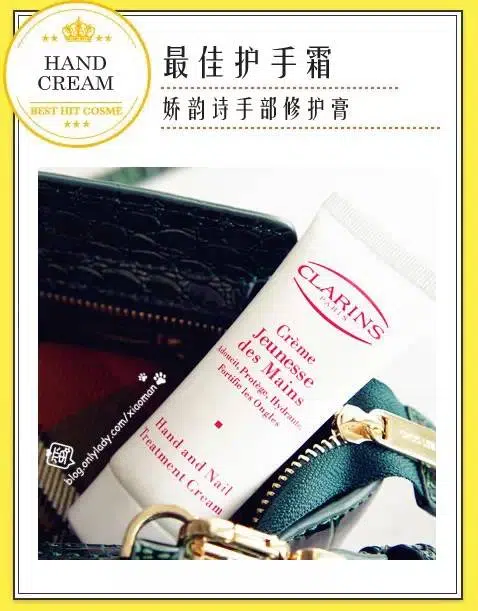 HAND
CREAM
BEST HIT COSME
最佳护手霜
娇韵诗手部修护膏
CLARINS
PARIS
Crème
Jeunesse
des Mains
Adoucit, Protège, Hydrate,
Fortifie les Ongles
Hand and Nail
Treatment Cream
blog.onlylady.com/xiaoman